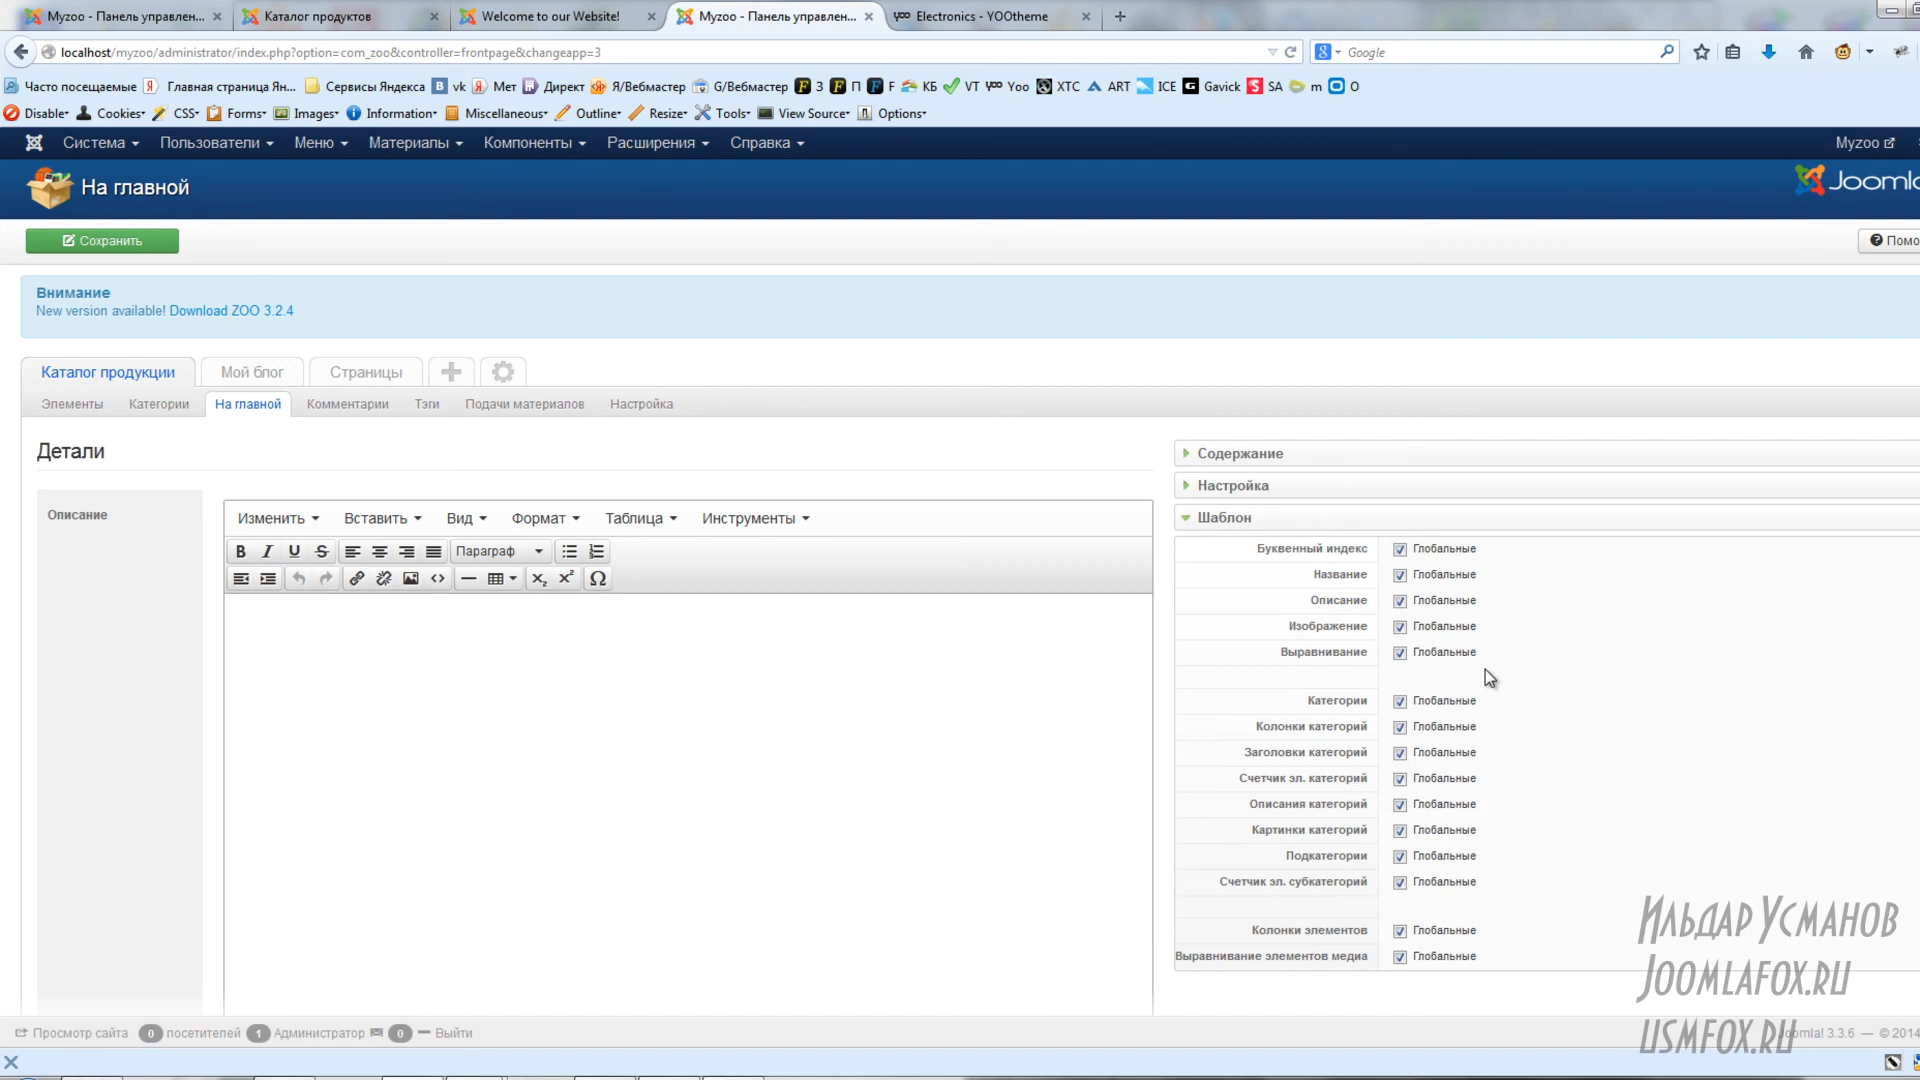 Myzoo - Панель управлен...
Каталог продуктов
Welcome to our Website!
Myzoo - Панель управлен...
YOO Electronics - YOOtheme
localhost/myzoo/administrator/index.php?option=com_zoo&controller=frontpage&changeapp=3
Google
Часто посещаемые
Главная страница Ян...
Сервисы Яндекса
vk
Мет
Директ
Я/Вебмастер
G/Вебмастер
З
П
F
КБ
VT
Yoo
XTC
ART
ICE
Gavick
SA
m
O
Disable
Cookies
CSS
Forms
Images
Information
Miscellaneous
Outline
Resize
Tools
View Source
Options
Система
Пользователи
Меню
Материалы
Компоненты
Расширения
Справка
Myzoo
На главной
Сохранить
Внимание
New version available! Download ZOO 3.2.4
Каталог продукции
Мой блог
Страницы
Элементы
Категории
На главной
Комментарии
Тэги
Подачи материалов
Настройка
Детали
Описание
Изменить
Вставить
Вид
Формат
Таблица
Инструменты
Параграф
Содержание
Настройка
Шаблон
Буквенный индекс Глобальные
Название Глобальные
Описание Глобальные
Изображение Глобальные
Выравнивание Глобальные
Категории Глобальные
Колонки категорий Глобальные
Заголовки категорий Глобальные
Счетчик эл. категорий Глобальные
Описания категорий Глобальные
Картинки категорий Глобальные
Подкатегории Глобальные
Счетчик эл. субкатегорий Глобальные
Колонки элементов Глобальные
Выравнивание элементов медиа Глобальные
Ильдар Усманов
Joomlafox.ru
usmfox.ru
Просмотр сайта
0 посетителей
1 Администратор
0
Выйти
Joomla! 3.3.6 — © 2014